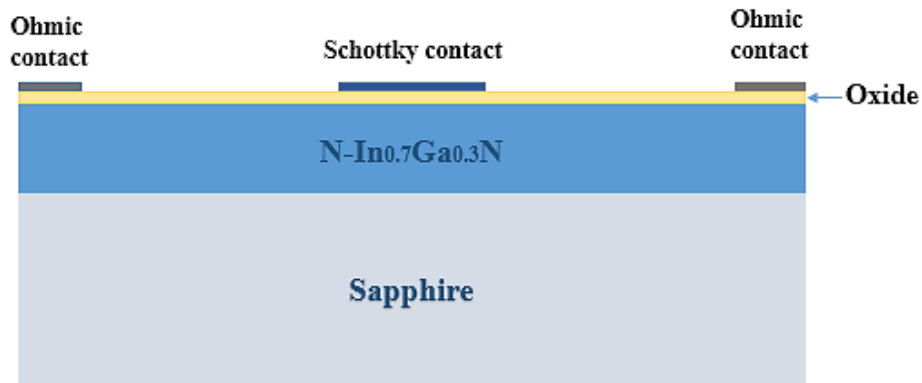 Ohmic
contact
Schottky contact
Ohmic
contact
Oxide
N-In0.7Ga0.3N
Sapphire